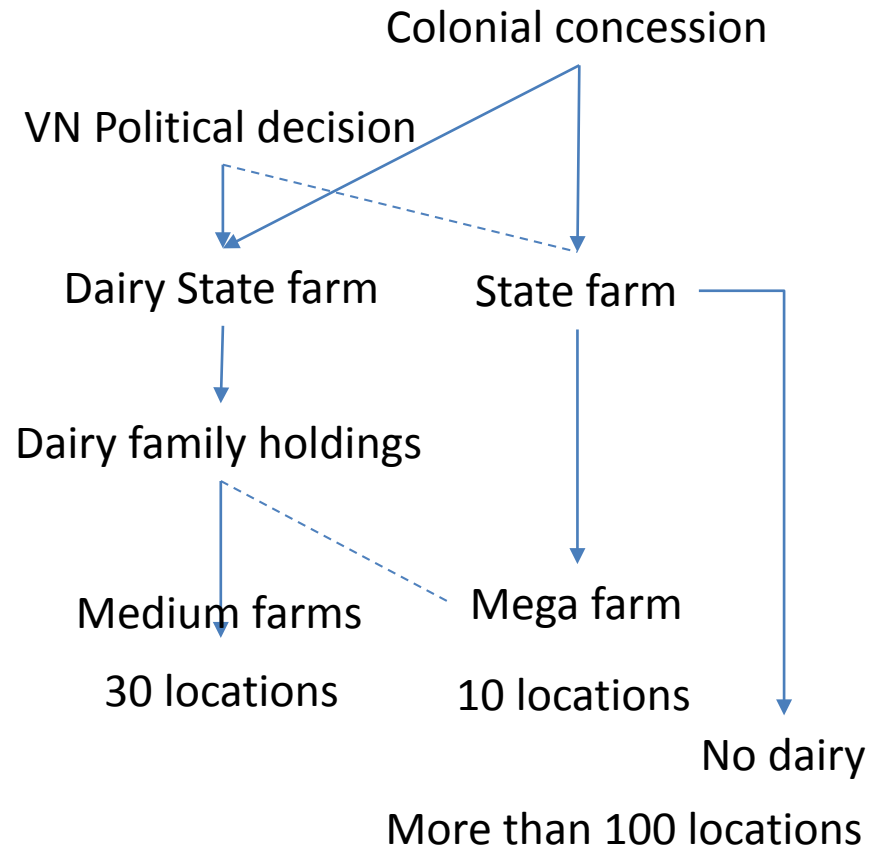 Colonial concession
VN Political decision
Dairy State farm
State farm
Dairy family holdings
Medium farms
Mega farm
30 locations
10 locations
No dairy
More than 100 locations